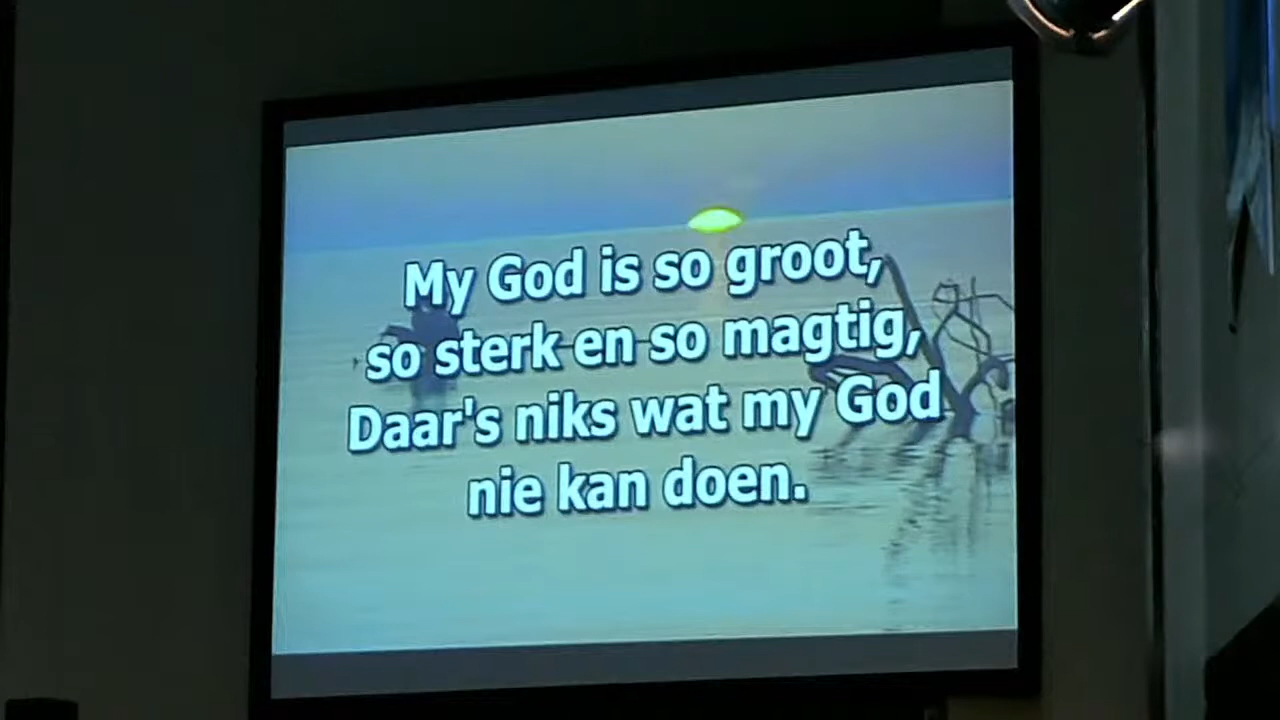 My God is so groot,
so sterk en so magtig,
Daar's niks wat my God
nie kan doen.